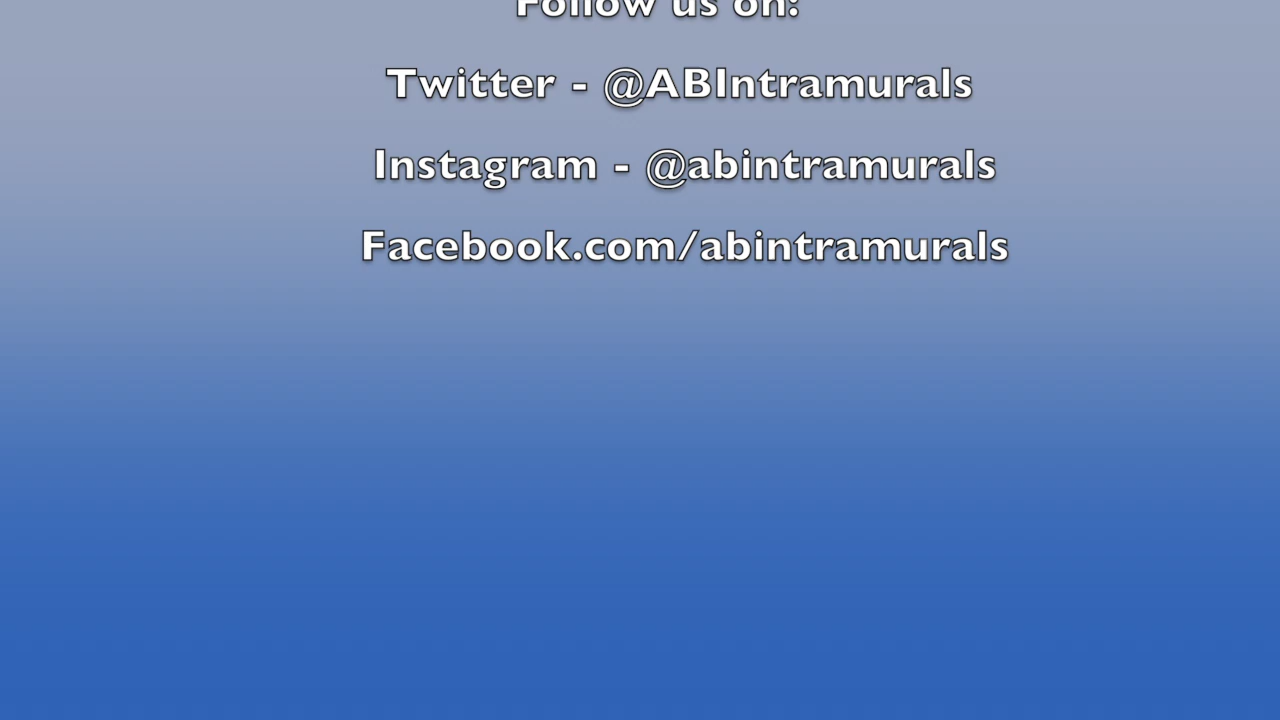 Follow us on:
Twitter - @ABIntramurals
Instagram - @abintramurals
Facebook.com/abintramurals